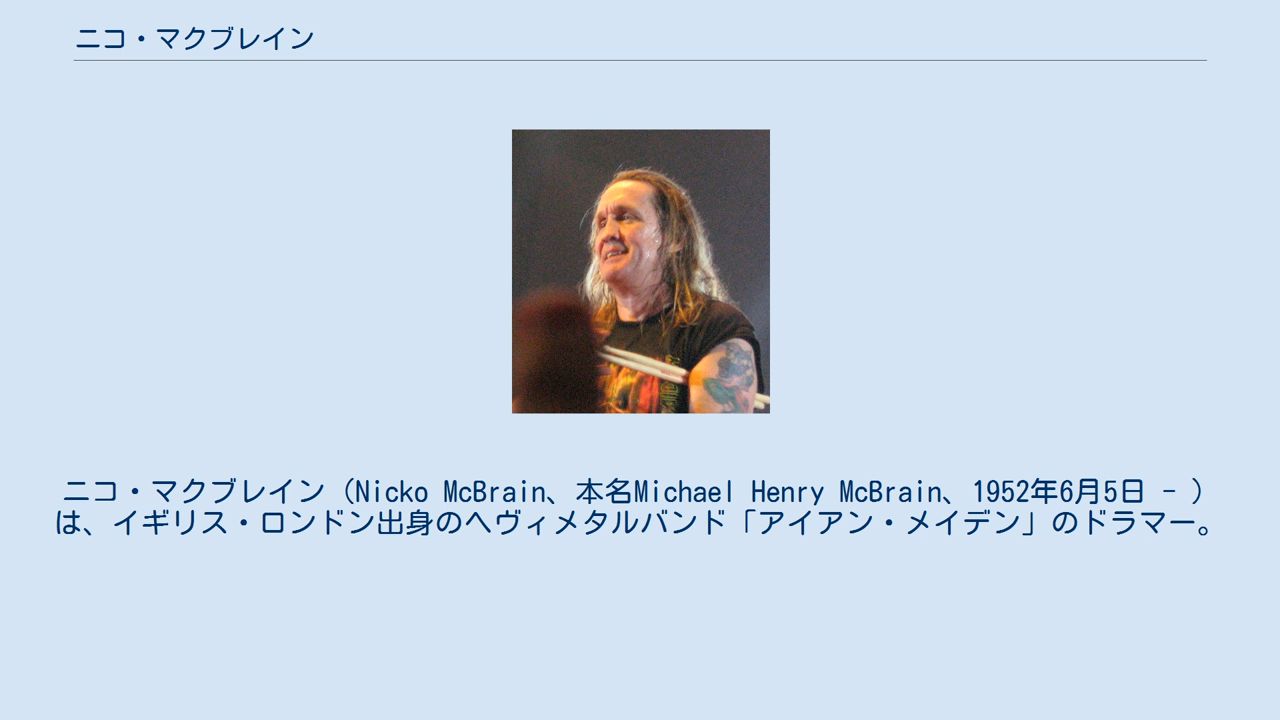 ニコ・マクブレイン
ニコ・マクブレイン（Nicko McBrain、本名Michael Henry McBrain、1952年6月5日 - ）
は、イギリス・ロンドン出身のヘヴィメタルバンド「アイアン・メイデン」のドラマー。